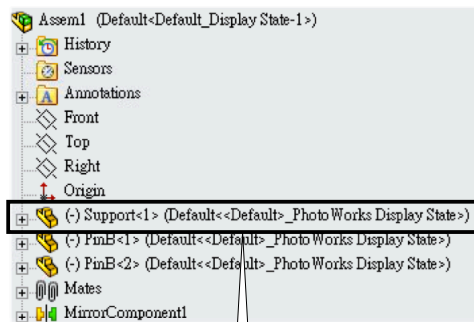 Assem1 (Default<Default_Display State-1>)
History
Sensors
Annotations
Front
Top
Right
Origin
(-) Support<1> (Default<<Default>_PhotoWorks Display State>)
(-) PinB<1> (Default<<Default>_PhotoWorks Display State>)
(-) PinB<2> (Default<<Default>_PhotoWorks Display State>)
Mates
MirrorComponent1